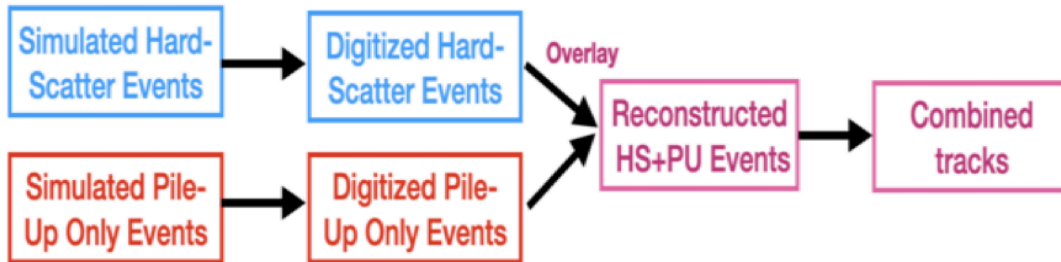 Simulated Hard-
Scatter Events
Digitized Hard-
Scatter Events
Overlay
Reconstructed
HS+PU Events
Combined
tracks
Simulated Pile-
Up Only Events
Digitized Pile-
Up Only Events